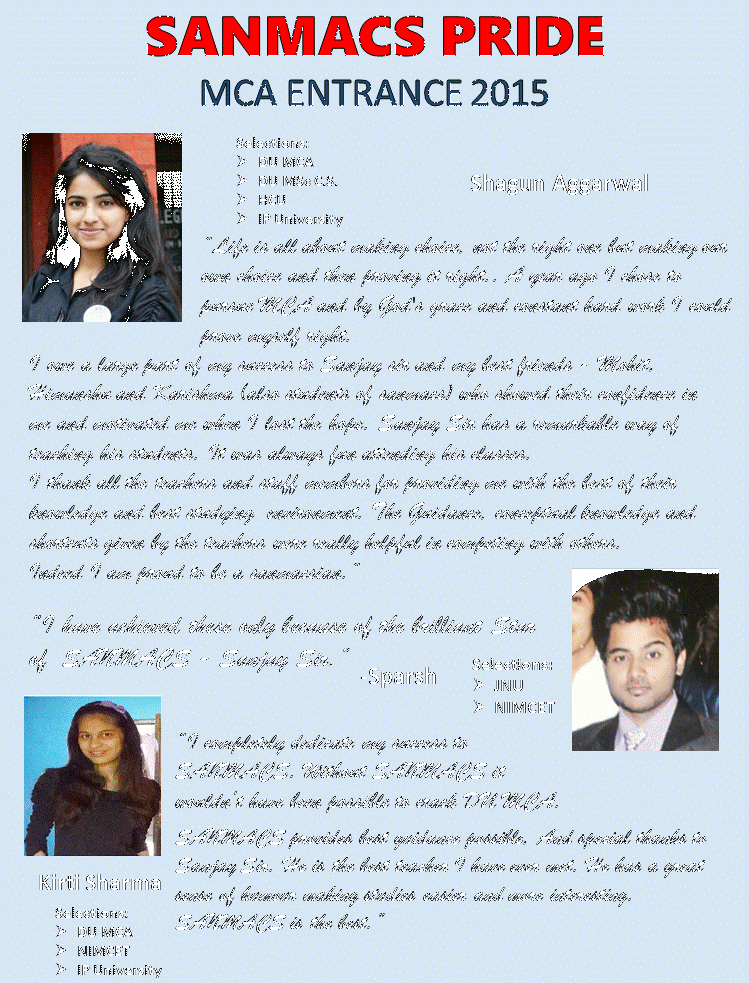 SANMACS PRIDE
MCA ENTRANCE 2015
Selections:
➢ DU MCA
➢ DU MSc C.S.
➢ BHU
➢ IP University
Shagun Aggarwal
"Life is all about making choice, not the right one but making our
own choice and then proving it right.. A year ago I chose to
pursue MCA and by God's grace and constant hard work I could
prove myself right.
I owe a large part of my success to Sanjay sir and my best friends – Mohit,
Himanshu and Karishma (also students of sanmacs) who showed their confidence in
me and motivated me when I lost the hope. Sanjay Sir has a remarkable way of
teaching his students. It was always fun attending his classes.
I thank all the teachers and staff members for providing me with the best of their
knowledge and best studying environment. The Guidance, conceptual knowledge and
shortcuts given by the teachers were really helpful in competing with others.
Indeed I am proud to be a sanmacsian."
"I have achieved these only because of the brilliant Stars
of SANMACS – Sanjay Sir."
-Sparsh
Selections:
➢ JNU
➢ NIMCET
"I completely dedicate my success to
SANMACS. Without SANMACS it
wouldn't have been possible to crack DU MCA.
SANMACS provides best guidance possible. And special thanks to
Sanjay Sir. He is the best teacher I have ever met. He has a great
sense of humour making studies easier and more interesting.
SANMACS is the best."
Kirti Sharma
Selections:
➢ DU MCA
➢ NIMCET
➢ IP University